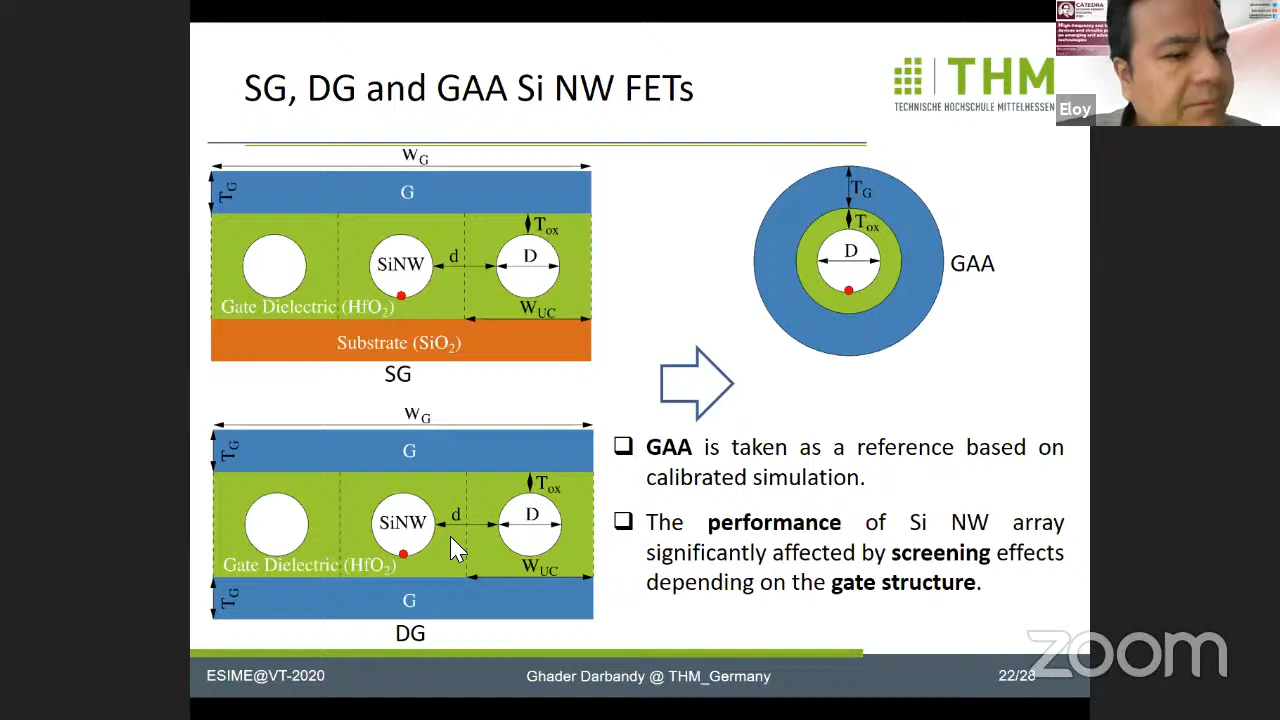 SG, DG and GAA Si NW FETs
THM
TECHNISCHE HOCHSCHULE MITTELHESSEN
CÁTEDRA
Eloy
W_G
T_G
G
T_ox
SiNW
d
D
Gate Dielectric (HfO₂)
W_UC
Substrate (SiO₂)
SG
T_G
T_ox
D
GAA
W_G
T_G
G
T_ox
SiNW
d
D
Gate Dielectric (HfO₂)
W_UC
T_G
G
DG
❑ GAA is taken as a reference based on
calibrated simulation.
❑ The performance of Si NW array
significantly affected by screening effects
depending on the gate structure.
zoom
ESIME@VT-2020
Ghader Darbandy @ THM_Germany
22/28